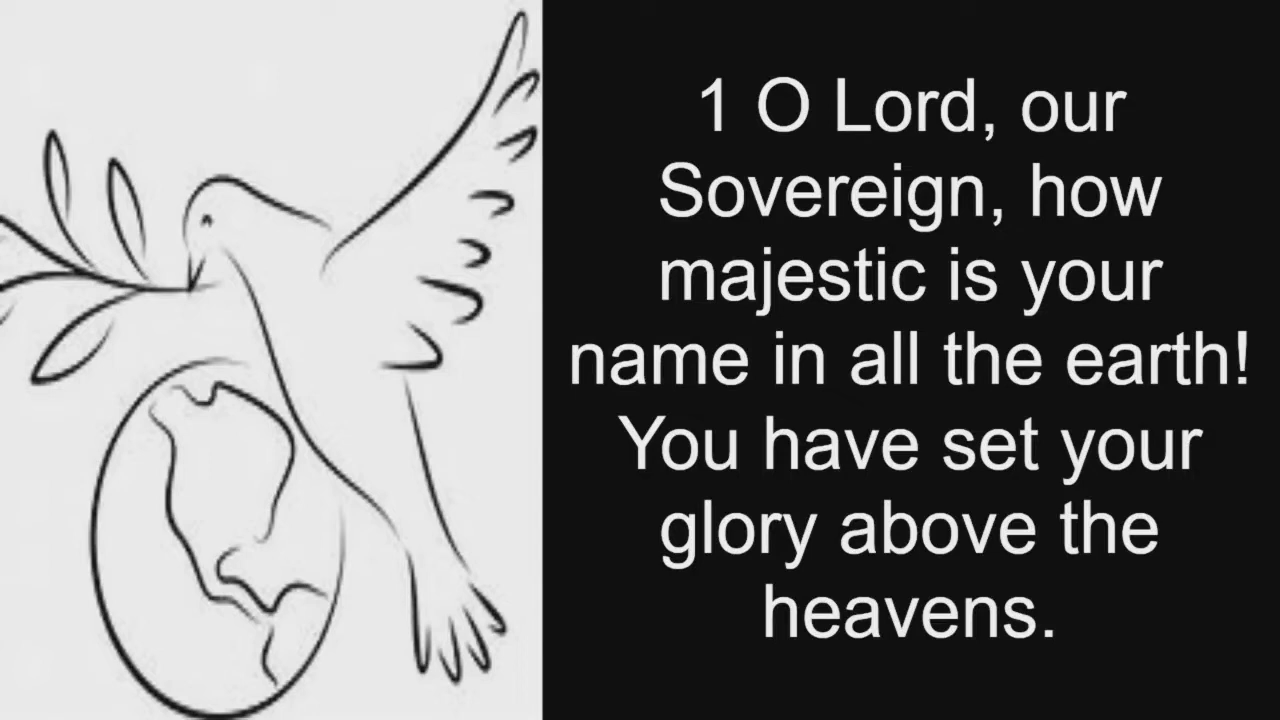 1 O Lord, our
Sovereign, how
majestic is your
name in all the earth!
You have set your
glory above the
heavens.